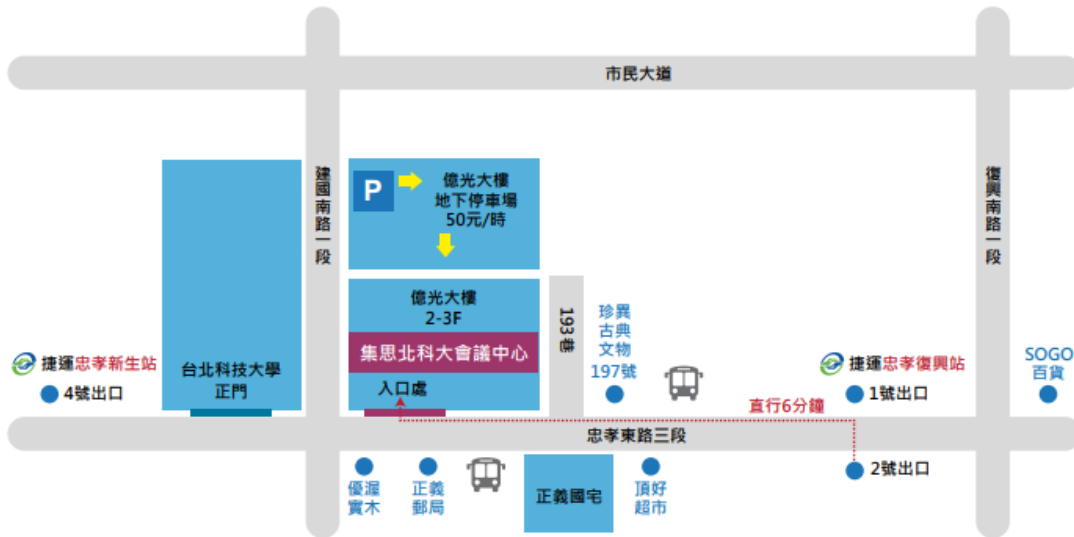 市民大道
建國南路一段
復興南路一段
P
億光大樓
地下停車場
50元/時
億光大樓
2-3F
集思北科大會議中心
入口處
193巷
珍異
古典
文物
197號
捷運忠孝新生站
4號出口
台北科技大學
正門
捷運忠孝復興站
1號出口
SOGO
百貨
直行6分鐘
忠孝東路三段
2號出口
優渥
實木
正義
郵局
正義國宅
頂好
超市